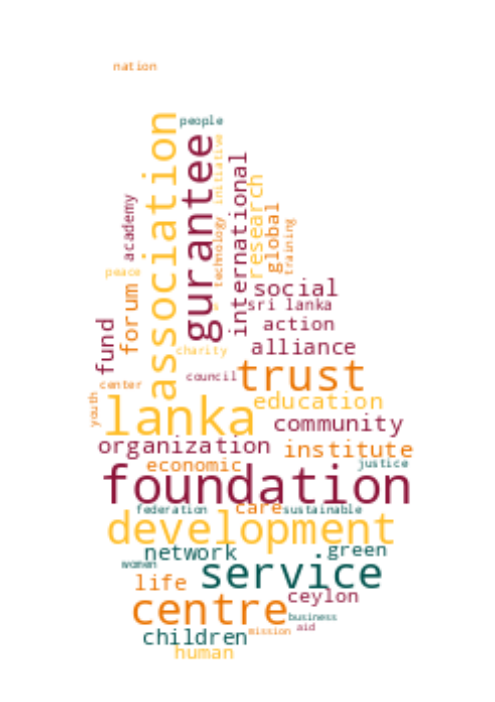 nation
people
association
gurantee
initiative
international
academy
research
global
technology
training
peace
social
sri lanka
forum
action
fund
charity
alliance
council
trust
center
youth
education
lanka
community
organization
institute
economic
justice
foundation
federation
care
sustainable
development
network
green
women
service
life
ceylon
centre
business
mission
aid
children
human